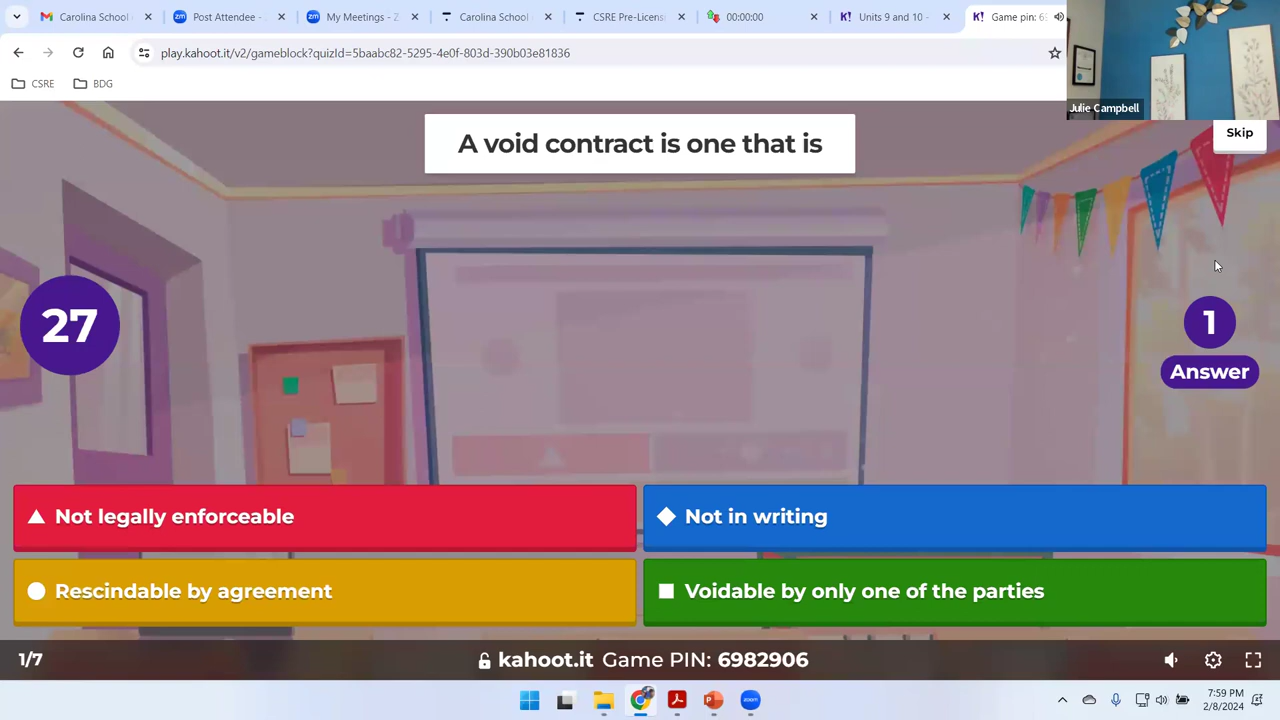 Carolina School
Post Attendee -
My Meetings - Z
Carolina School
CSRE Pre-Licens
00:00:00
Units 9 and 10 -
Game pin: 6
play.kahoot.it/v2/gameblock?quizId=5baabc82-5295-4e0f-803d-390b03e81836
CSRE
BDG
Julie Campbell
Skip
A void contract is one that is
27
1
Answer
Not legally enforceable
Not in writing
Rescindable by agreement
Voidable by only one of the parties
1/7
kahoot.it Game PIN: 6982906
7:59 PM
2/8/2024